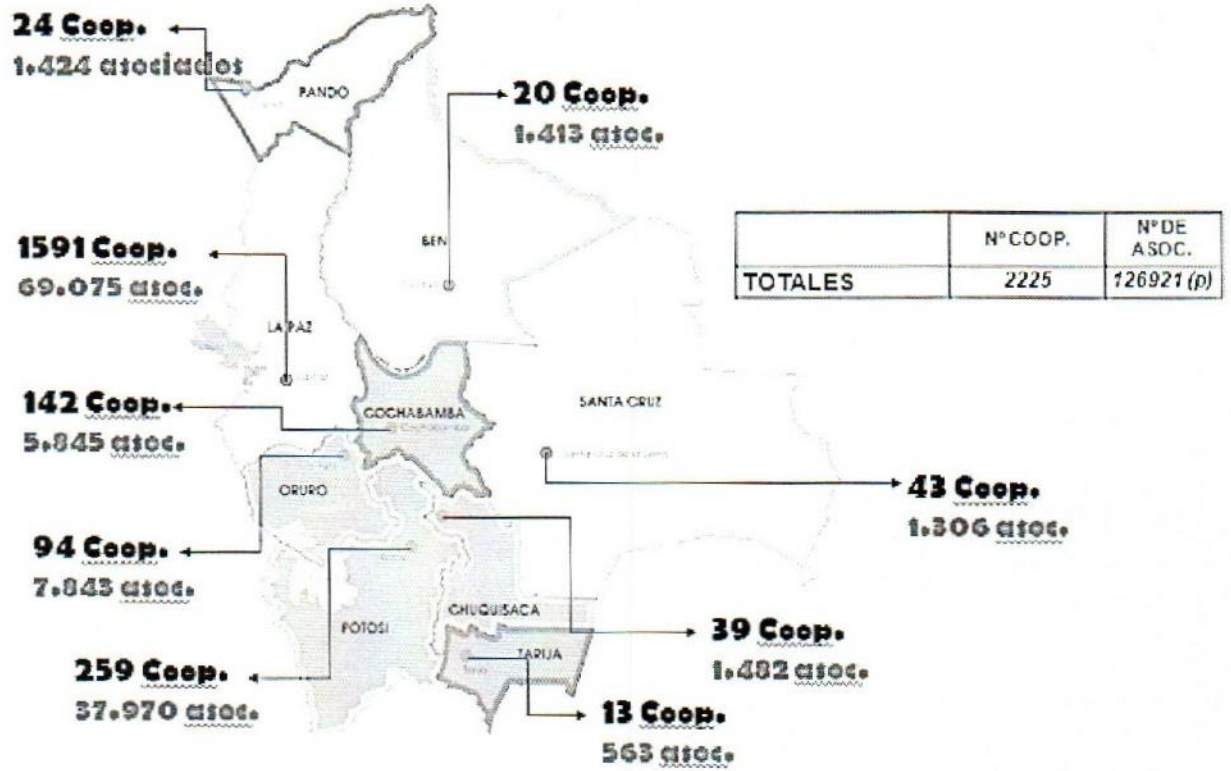 24 Coop.
1.424 asociados
PANDO
20 Coop.
1.413 asoc.
1591 Coop.
69.075 asoc.
BEN
LA PAZ
N° COOP.
N° DE
ASOC.
TOTALES
2225
126921 (p)
142 Coop.
5.845 asoc.
COCHABAMBA
SANTA CRUZ
ORURO
43 Coop.
1.306 asoc.
94 Coop.
7.843 asoc.
CHUQUISACA
POTOSI
TARIJA
39 Coop.
1.482 asoc.
259 Coop.
37.970 asoc.
13 Coop.
563 asoc.